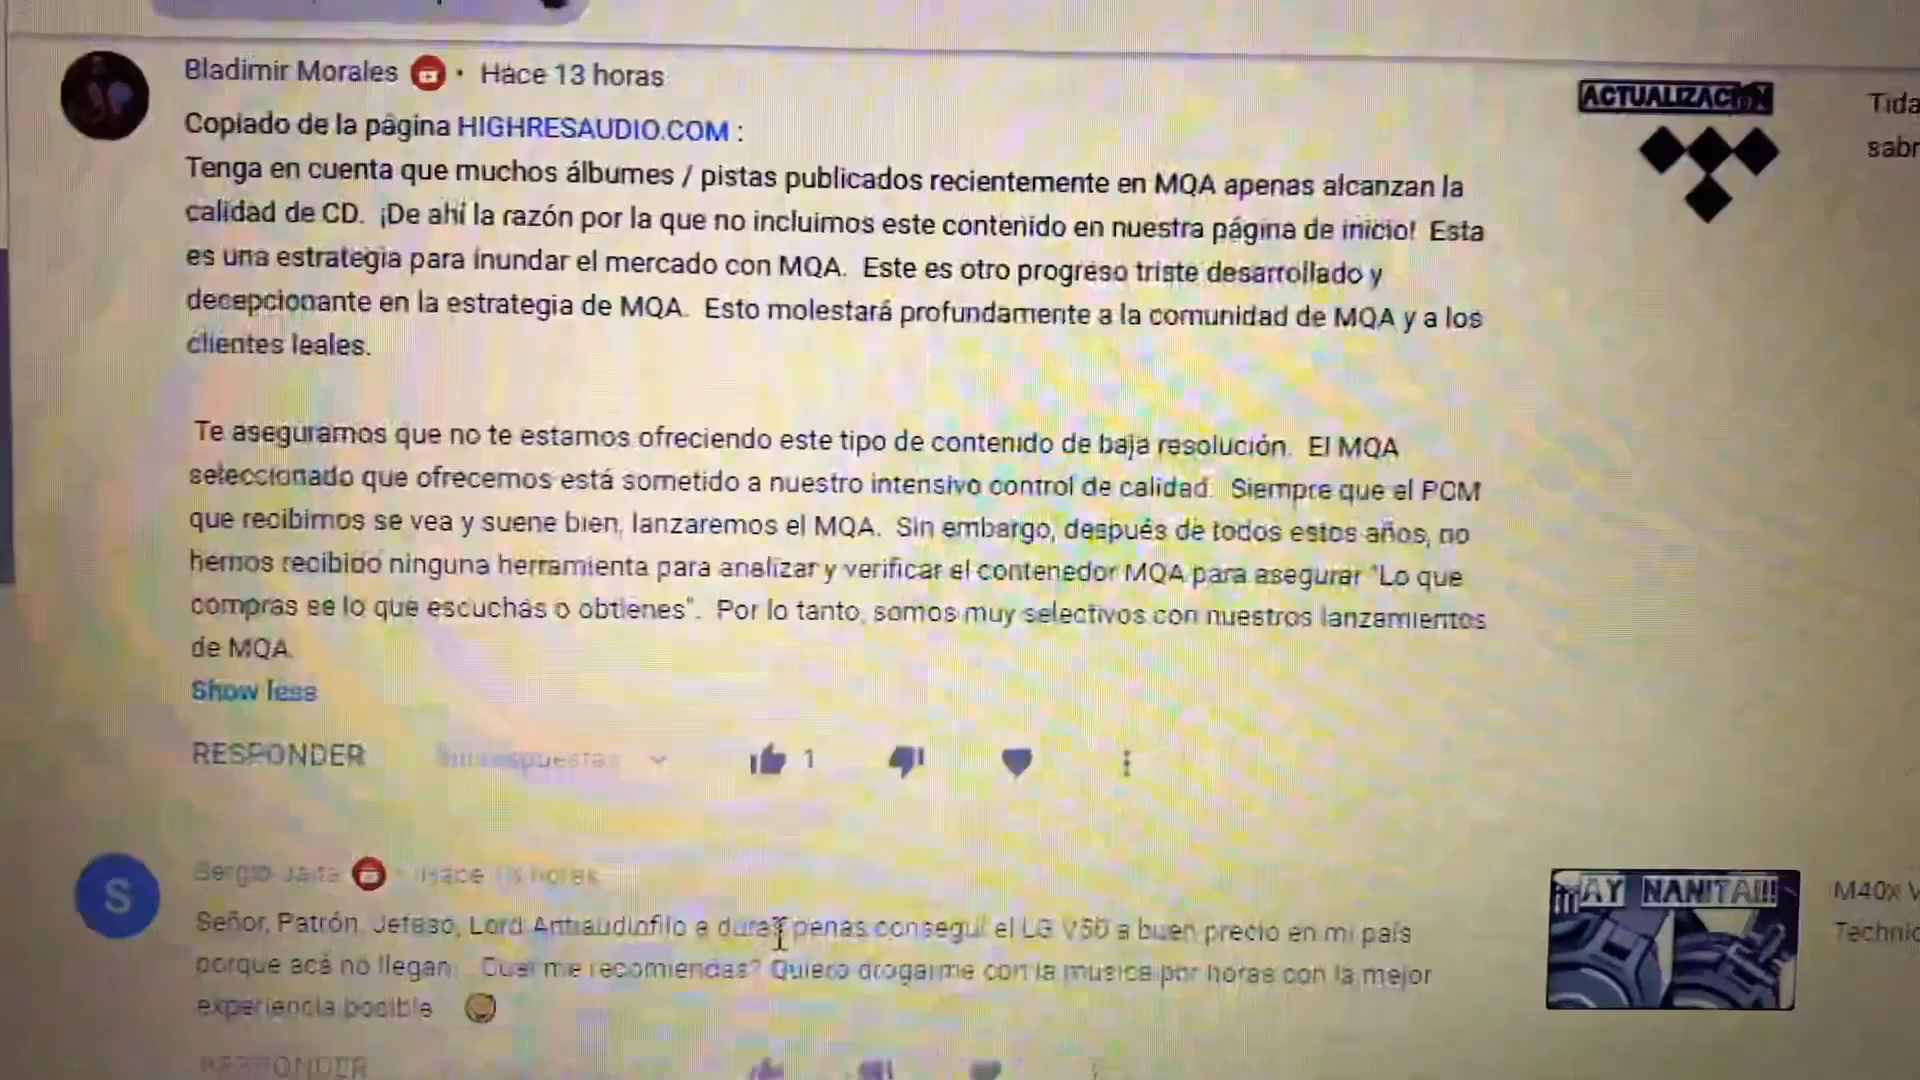 Bladimir Morales · Hace 13 horas
Copiado de la página HIGHRESAUDIO.COM :
Tenga en cuenta que muchos álbumes / pistas publicados recientemente en MQA apenas alcanzan la
calidad de CD. ¡De ahí la razón por la que no incluimos este contenido en nuestra página de inicio! Esta
es una estrategia para inundar el mercado con MQA. Este es otro progreso triste desarrollado y
decepcionante en la estrategia de MQA. Esto molestará profundamente a la comunidad de MQA y a los
clientes leales.
Te aseguramos que no te estamos ofreciendo este tipo de contenido de baja resolución. El MQA
seleccionado que ofrecemos está sometido a nuestro intensivo control de calidad. Siempre que el PCM
que recibimos se vea y suene bien, lanzaremos el MQA. Sin embargo, después de todos estos años, no
hemos recibido ninguna herramienta para analizar y verificar el contenedor MQA para asegurar "Lo que
compras se lo que escuchas o obtienes". Por lo tanto, somos muy selectivos con nuestros lanzamientos
de MQA.
Show less
RESPONDER
1
ACTUALIZACIÓN
Tida
sabr
S
Sergio horas
Señor, Patrón, Jefaso, Lord Antiaudiofilo a duras penas conseguí el LG V50 a buen precio en mi país
porque acá no llegan. Cual me recomiendas? Quiero drogarme con la musica por horas con la mejor
experiencia posible
RESPONDER
AY NANITA!!!
M40x V
Technic